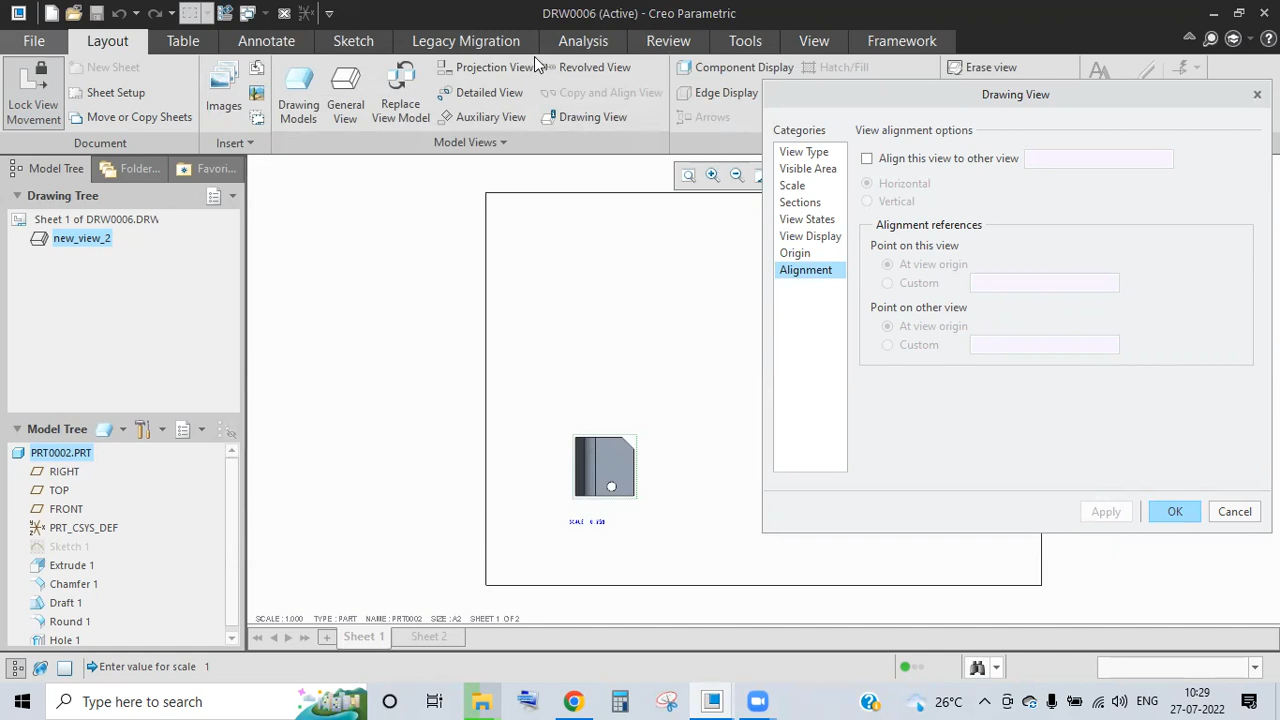 DRW0006 (Active) - Creo Parametric
File Layout Table Annotate Sketch Legacy Migration Analysis Review Tools View Framework
Lock View Movement
New Sheet
Sheet Setup
Move or Copy Sheets
Document
Images
Insert
Drawing Models
General View
Replace View Model
Projection View
Detailed View
Auxiliary View
Revolved View
Copy and Align View
Drawing View
Model Views
Component Display
Edge Display
Arrows
Hatch/Fill
Erase view
Model Tree
Folder...
Favori...
Drawing Tree
Sheet 1 of DRW0006.DRW
new_view_2
Model Tree
PRT0002.PRT
RIGHT
TOP
FRONT
PRT_CSYS_DEF
Sketch 1
Extrude 1
Chamfer 1
Draft 1
Round 1
Hole 1
Drawing View
Categories
View Type
Visible Area
Scale
Sections
View States
View Display
Origin
Alignment
View alignment options
Align this view to other view
Horizontal
Vertical
Alignment references
Point on this view
At view origin
Custom
Point on other view
At view origin
Custom
Apply
OK
Cancel
SCALE
SCALE : 1.000 TYPE : PART NAME : PRT0002 SIZE : A2 SHEET 1 OF 2
Sheet 1
Sheet 2
Enter value for scale 1
Type here to search
26°C
ENG
10:29
27-07-2022